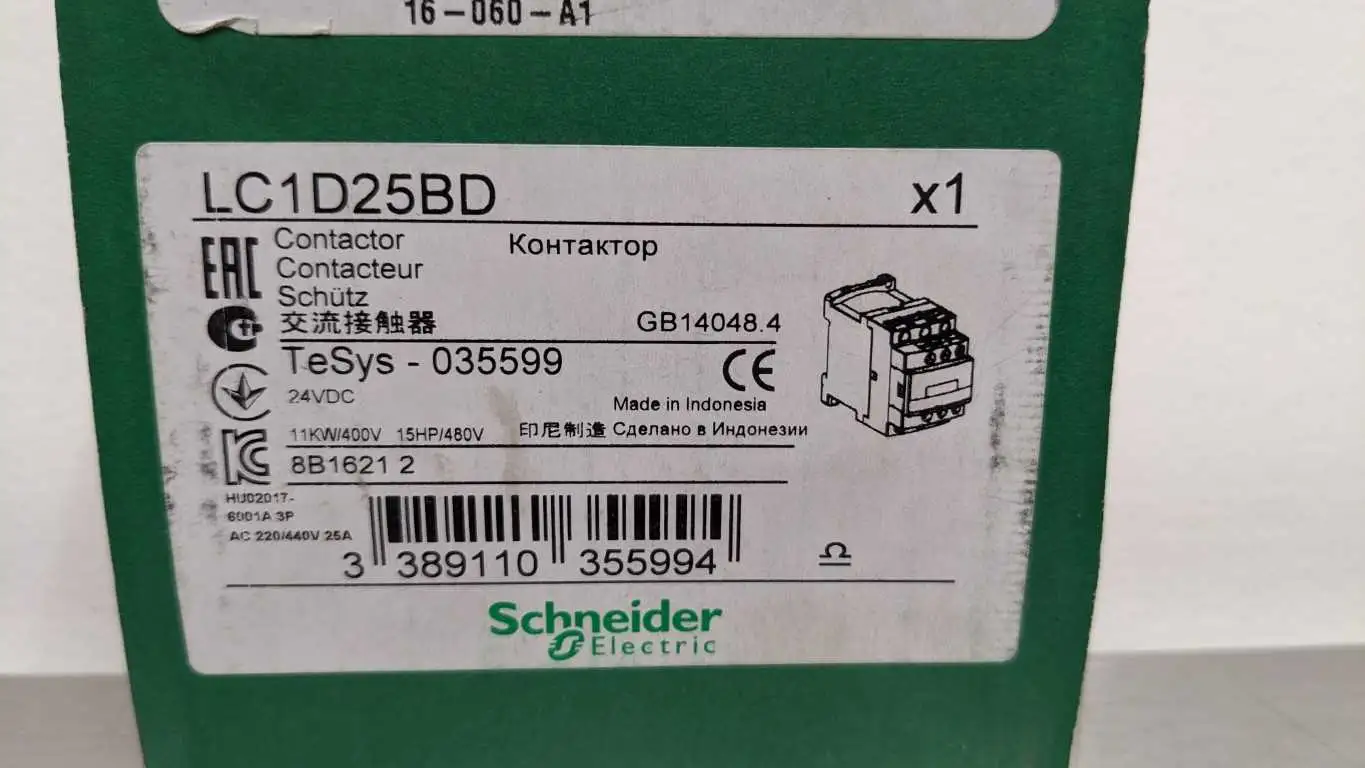 16-060-A1
LC1D25BD x1
EAC Contactor Контактор
Contacteur
Schütz
交流接触器 GB14048.4
TeSys - 035599 CE
24VDC
Made in Indonesia
11KW/400V 15HP/480V 印尼制造 Сделано в Индонезии
8B1621 2
HU02017-
6001A 3P
AC 220/440V 25A
3 389110 355994
Schneider
Electric